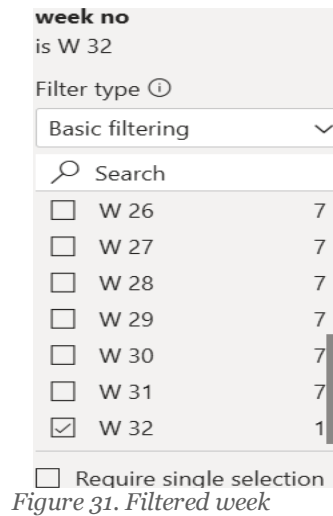 week no
is W 32
Filter type ⓘ
Basic filtering
Search
W 26 7
W 27 7
W 28 7
W 29 7
W 30 7
W 31 7
W 32 1
Require single selection
Figure 31. Filtered week